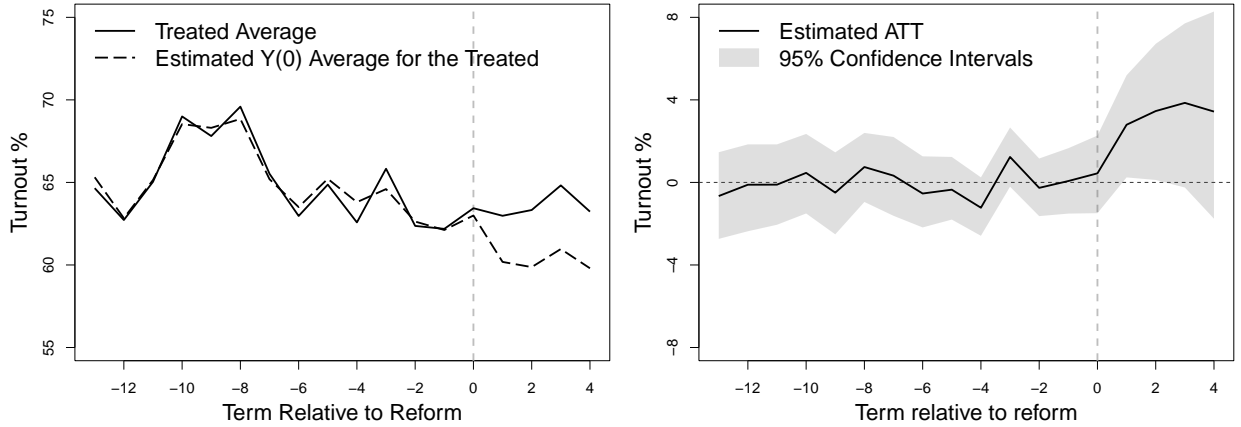 Treated Average
Estimated Y(0) Average for the Treated
Turnout %
75
70
65
60
55
−12 −10 −8 −6 −4 −2 0 2 4
Term Relative to Reform
Estimated ATT
95% Confidence Intervals
Turnout %
8
4
0
−4
−8
−12 −10 −8 −6 −4 −2 0 2 4
Term relative to reform